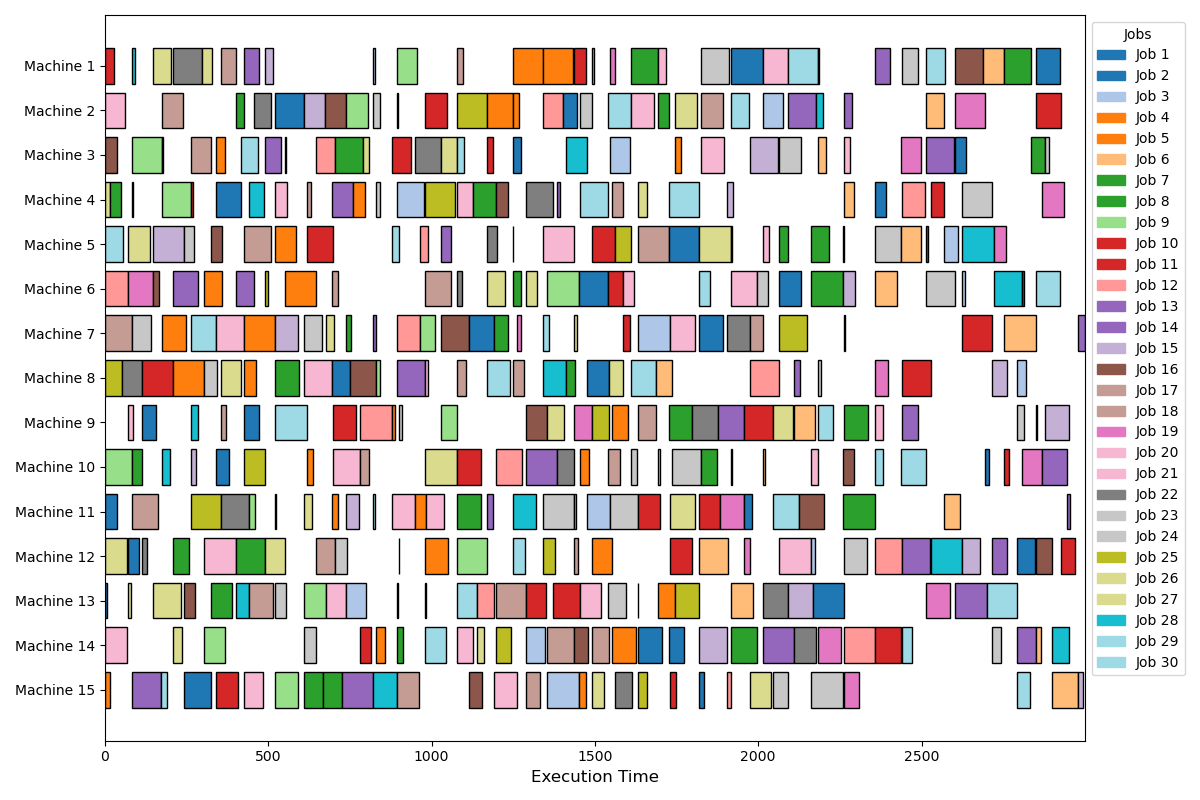 Machine 1
Machine 2
Machine 3
Machine 4
Machine 5
Machine 6
Machine 7
Machine 8
Machine 9
Machine 10
Machine 11
Machine 12
Machine 13
Machine 14
Machine 15
0 500 1000 1500 2000 2500
Execution Time
Jobs
Job 1
Job 2
Job 3
Job 4
Job 5
Job 6
Job 7
Job 8
Job 9
Job 10
Job 11
Job 12
Job 13
Job 14
Job 15
Job 16
Job 17
Job 18
Job 19
Job 20
Job 21
Job 22
Job 23
Job 24
Job 25
Job 26
Job 27
Job 28
Job 29
Job 30